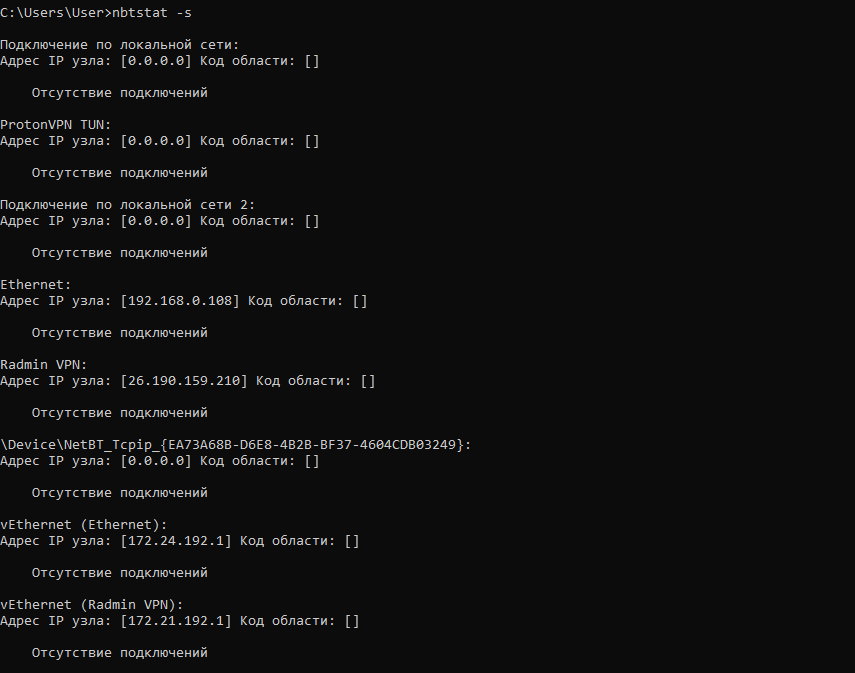 C:\Users\User>nbtstat -s
Подключение по локальной сети:
Адрес IP узла: [0.0.0.0] Код области: []
Отсутствие подключений
ProtonVPN TUN:
Адрес IP узла: [0.0.0.0] Код области: []
Отсутствие подключений
Подключение по локальной сети 2:
Адрес IP узла: [0.0.0.0] Код области: []
Отсутствие подключений
Ethernet:
Адрес IP узла: [192.168.0.108] Код области: []
Отсутствие подключений
Radmin VPN:
Адрес IP узла: [26.190.159.210] Код области: []
Отсутствие подключений
\Device\NetBT_Tcpip_{EA73A68B-D6E8-4B2B-BF37-4604CDB03249}:
Адрес IP узла: [0.0.0.0] Код области: []
Отсутствие подключений
vEthernet (Ethernet):
Адрес IP узла: [172.24.192.1] Код области: []
Отсутствие подключений
vEthernet (Radmin VPN):
Адрес IP узла: [172.21.192.1] Код области: []
Отсутствие подключений